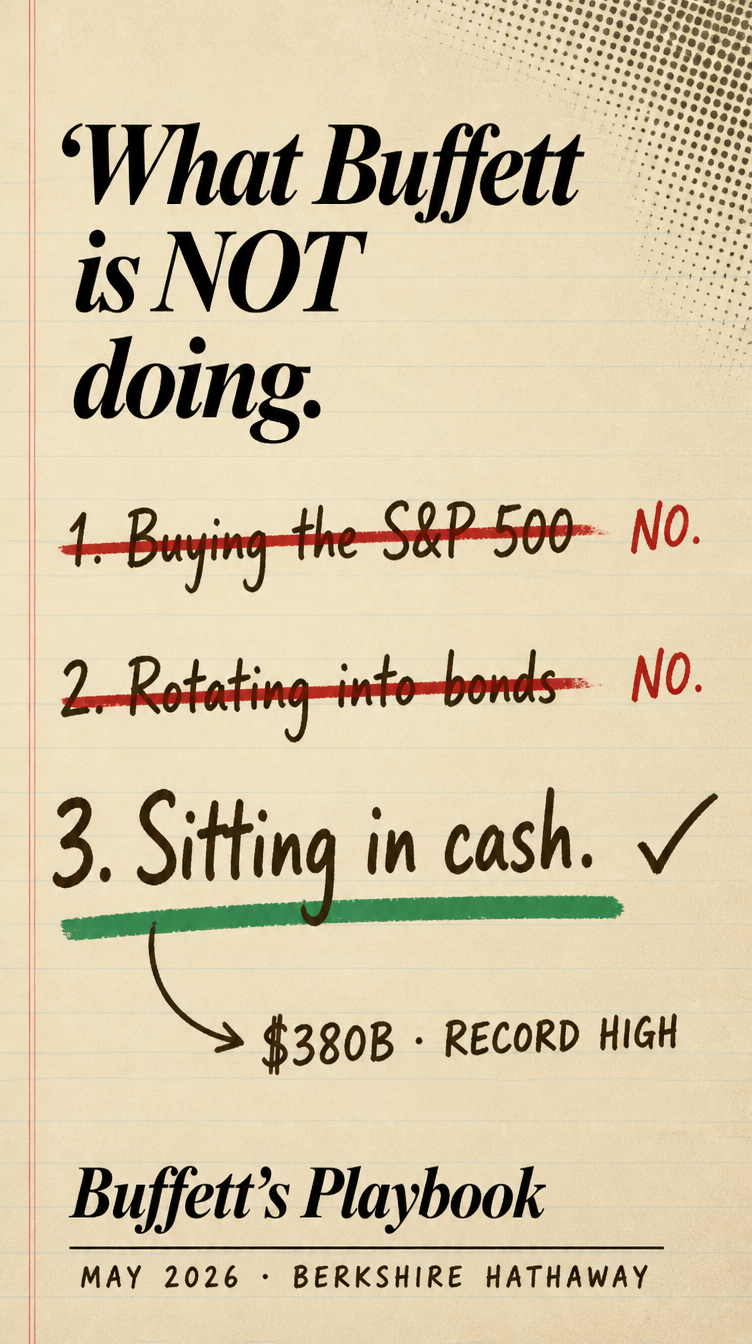 ‘What Buffett
is NOT
doing.
1. Buying the S&P 500 NO.
2. Rotating into bonds NO.
3. Sitting in cash. ✓
$380B · RECORD HIGH
Buffett’s Playbook
MAY 2026 · BERKSHIRE HATHAWAY